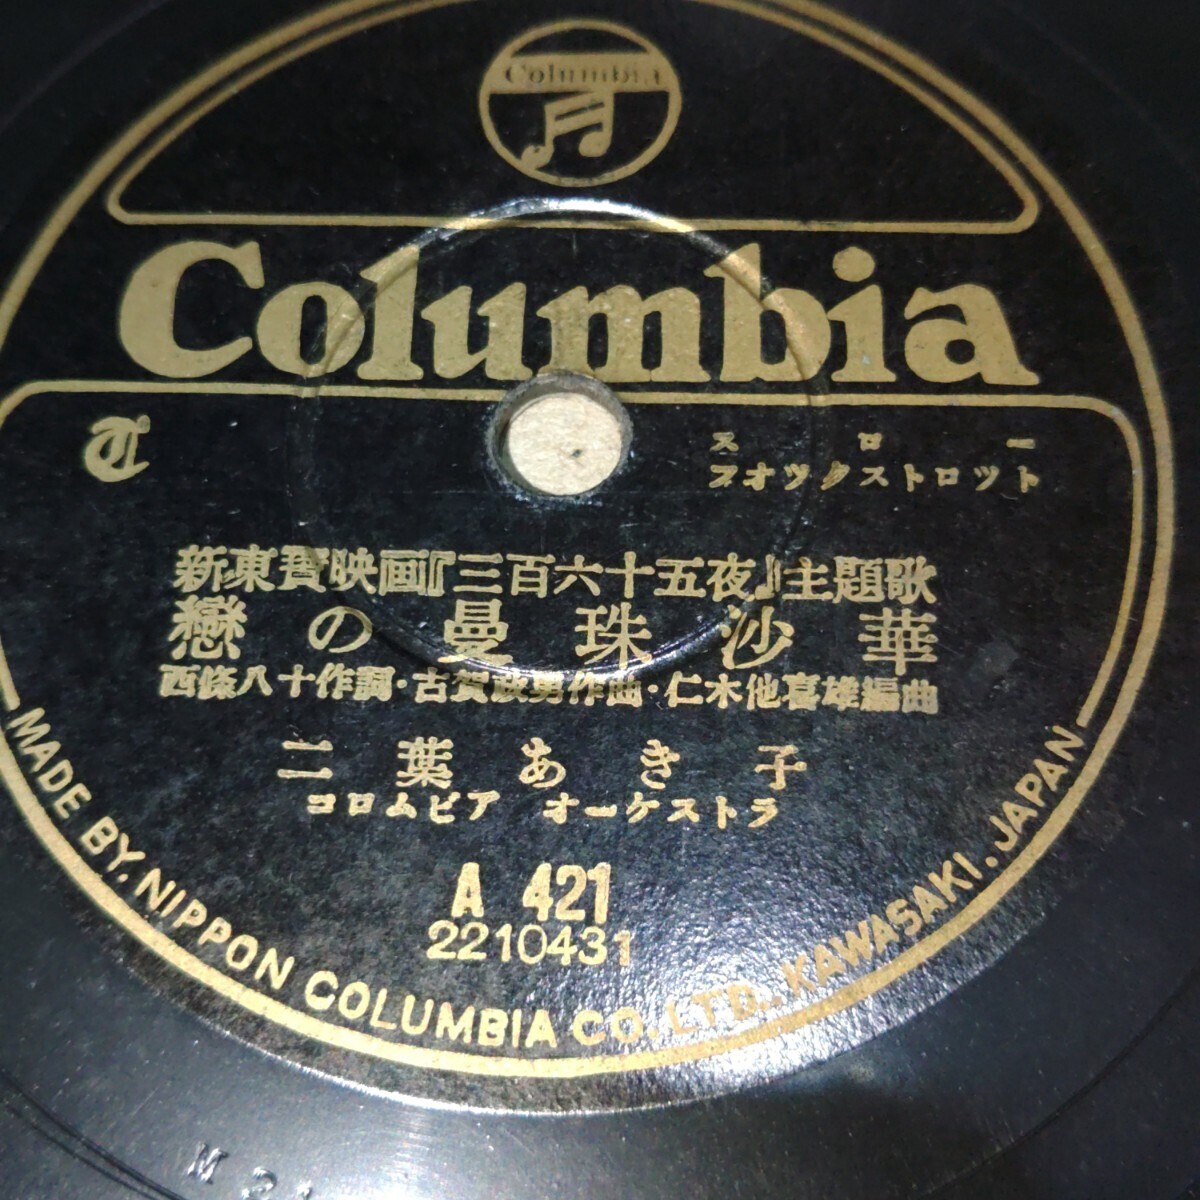 Columbia
Columbia
T
スロー
フオツクストロツト
新東寶映画『三百六十五夜』主題歌
戀の曼珠沙華
西條八十作詞・古賀政男作曲・仁木他喜雄編曲
二葉あき子
コロムビア オーケストラ
A 421
2210431
MADE BY. NIPPON COLUMBIA CO. LTD., KAWASAKI. JAPAN